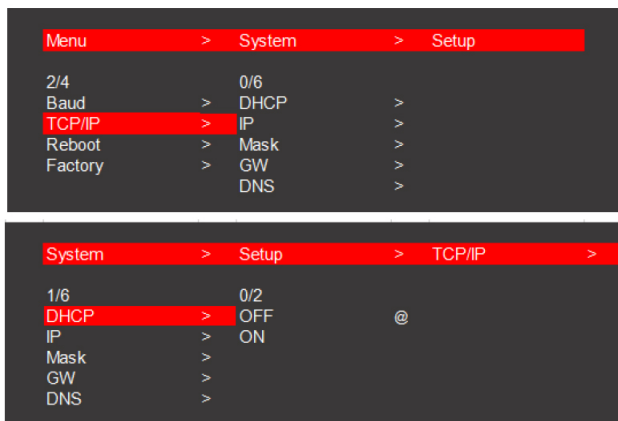 Menu > System > Setup
2/4 0/6
Baud > DHCP >
TCP/IP > IP >
Reboot > Mask >
Factory > GW >
DNS >
System > Setup > TCP/IP >
1/6 0/2
DHCP > OFF @
IP > ON
Mask >
GW >
DNS >